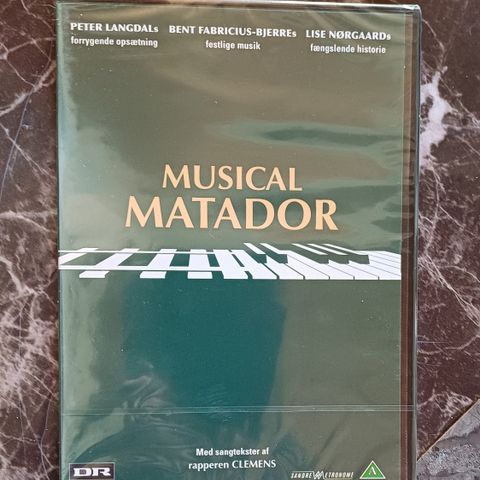 PETER LANGDALs
forrygende opsætning
BENT FABRICIUS-BJERREs
festlige musik
LISE NØRGAARDs
fængslende historie
MUSICAL
MATADOR
Med sangtekster af
rapperen CLEMENS
DR
SANDREW METRONOME
A